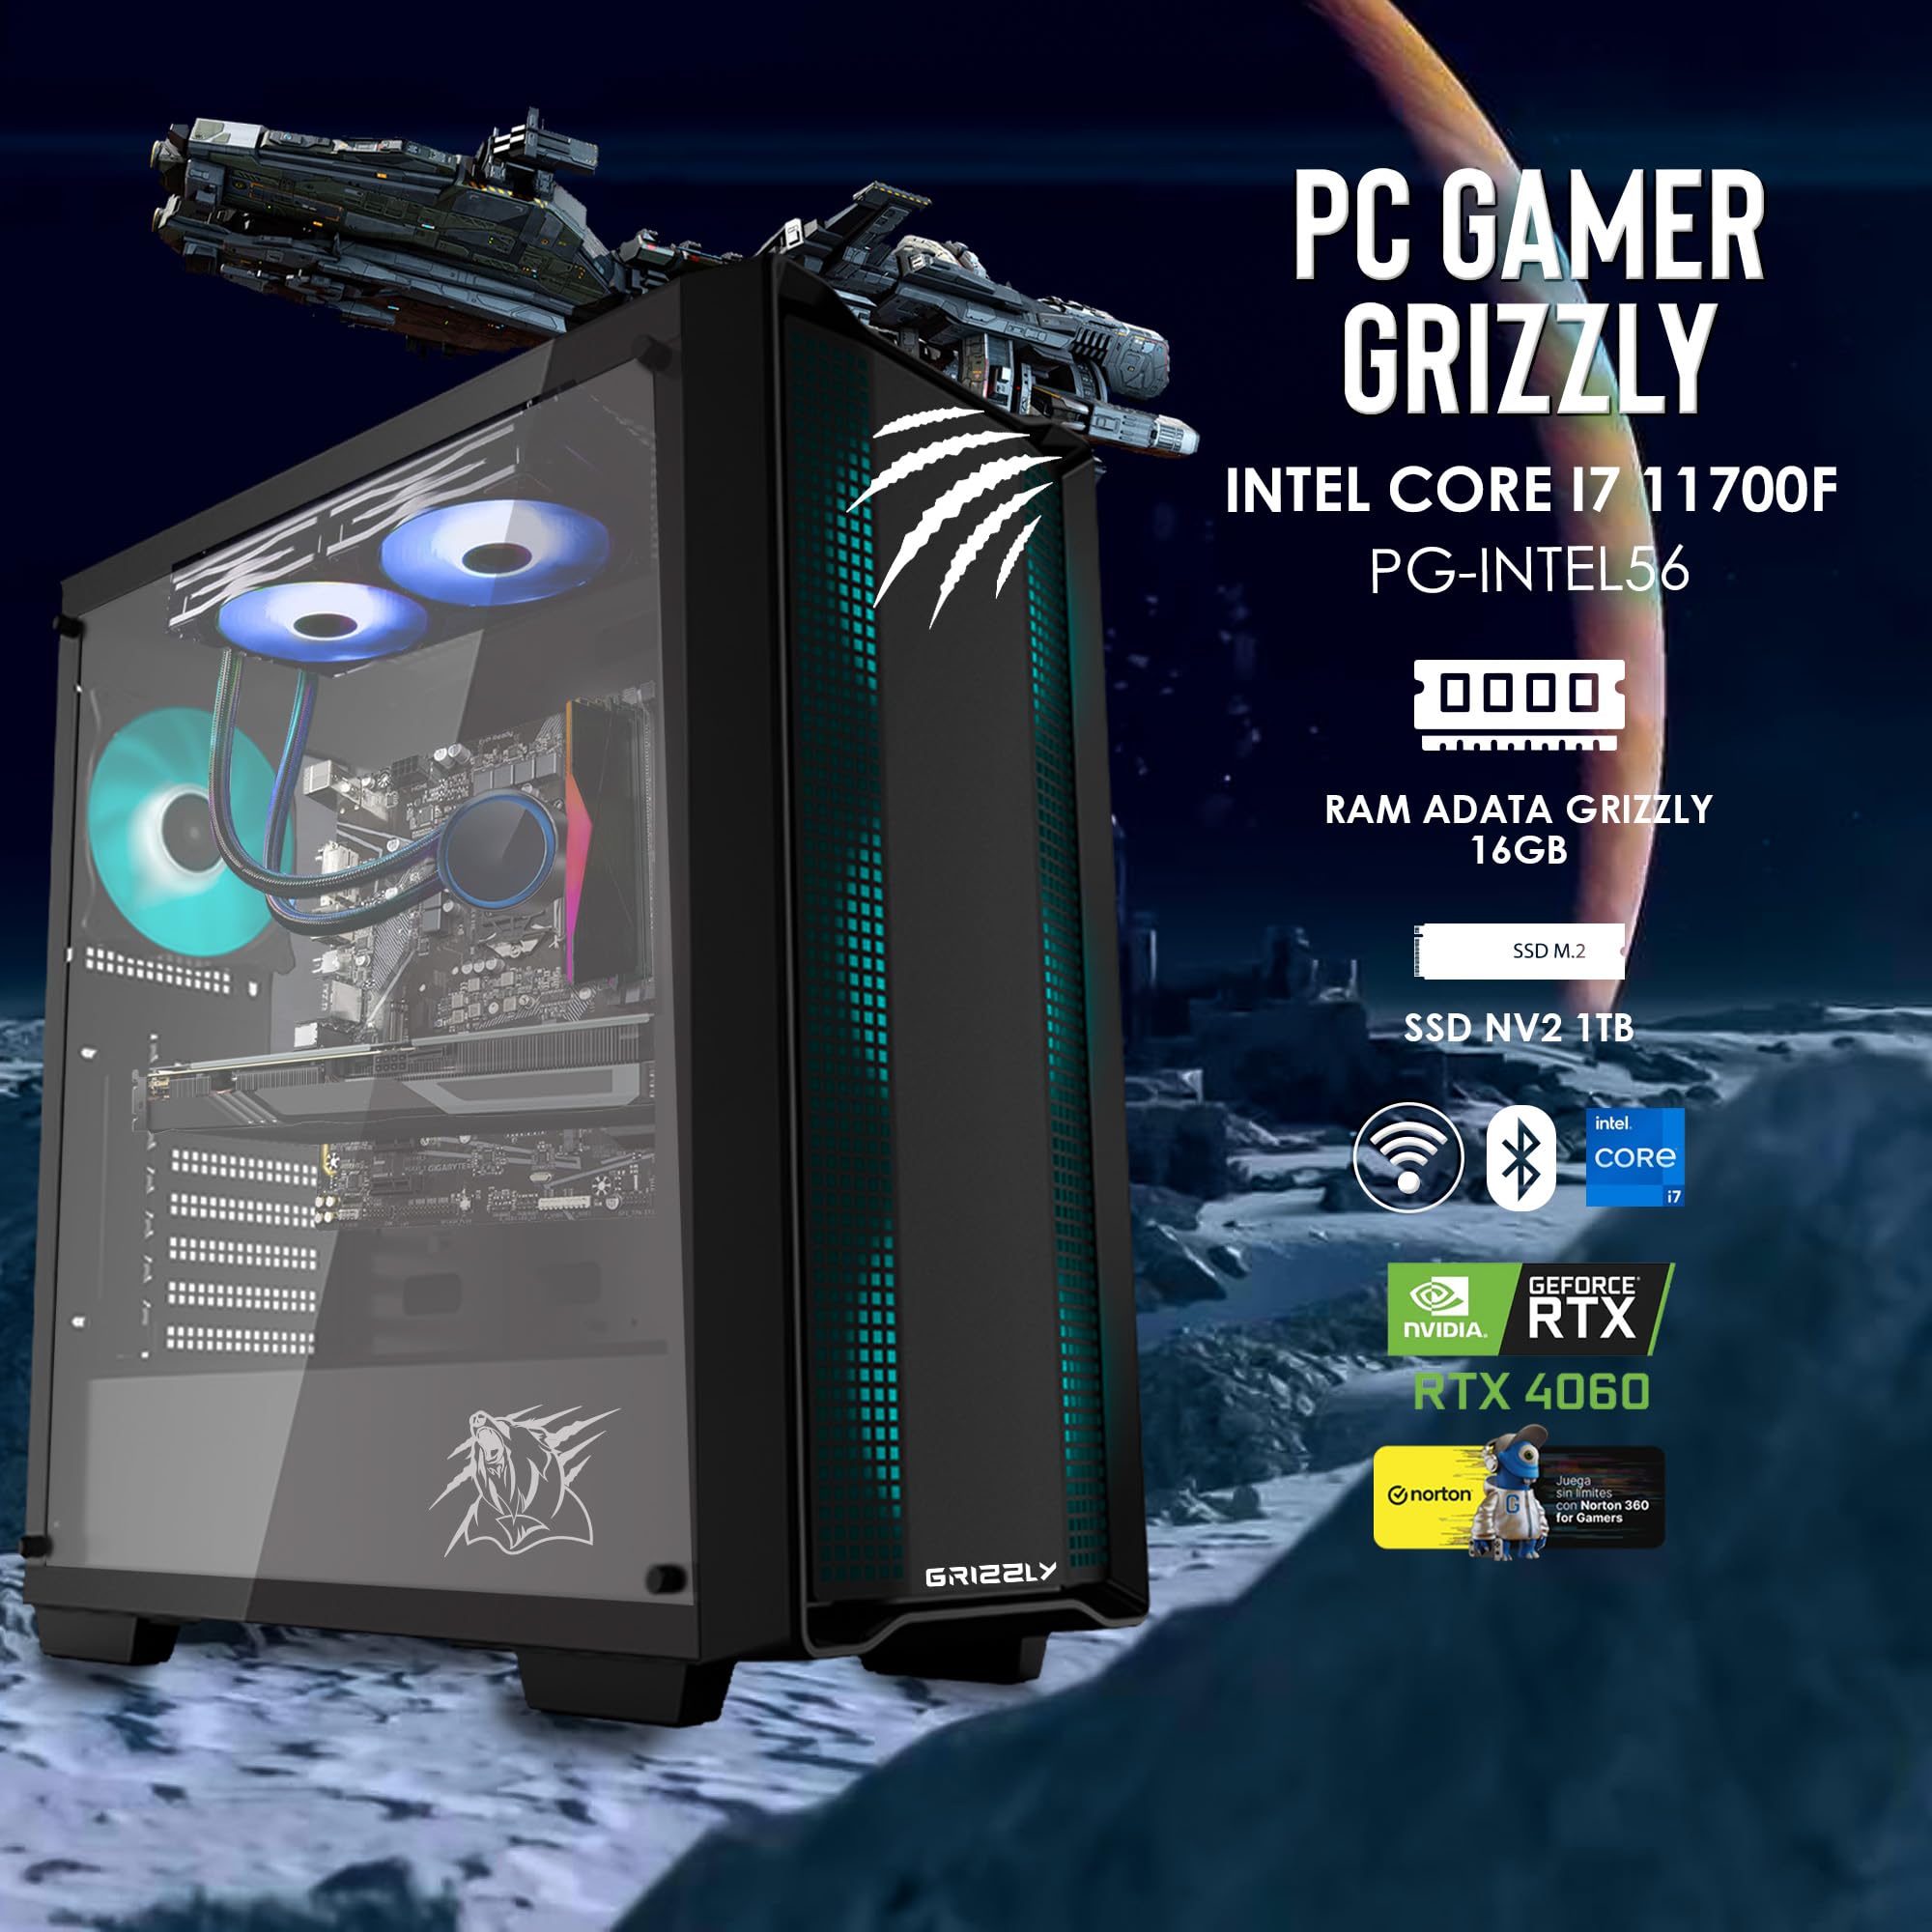 PC GAMER
GRIZZLY
INTEL CORE I7 11700F
PG-INTEL56
RAM ADATA GRIZZLY
16GB
SSD M.2
SSD NV2 1TB
intel.
CORE
i7
NVIDIA.
GEFORCE
RTX
RTX 4060
norton
Juega
sin límites
con Norton 360
for Gamers
G
GIGABYTE
GRIZZLY